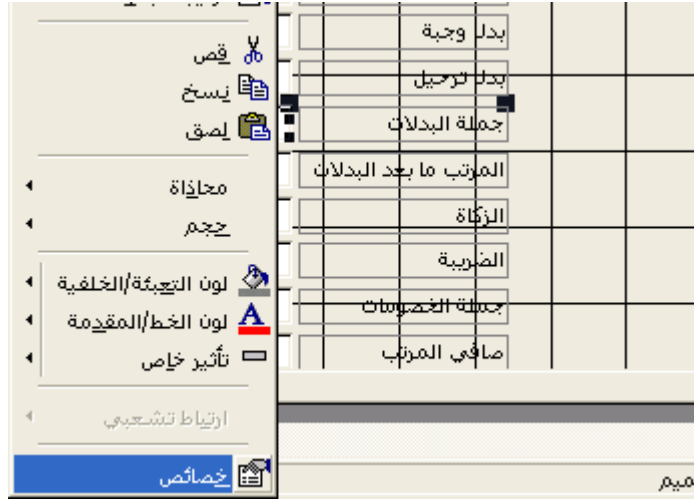 بدل وجبة
بدل ترحيل
جملة البدلات
المرتب ما بعد البدلات
الزكاة
الضريبة
جملة الخصومات
صافي المرتب
قص
نسخ
لصق
محاذاة
حجم
لون التعبئة/الخلفية
لون الخط/المقدمة
تأثير خاص
ارتباط تشعبي
خصائص